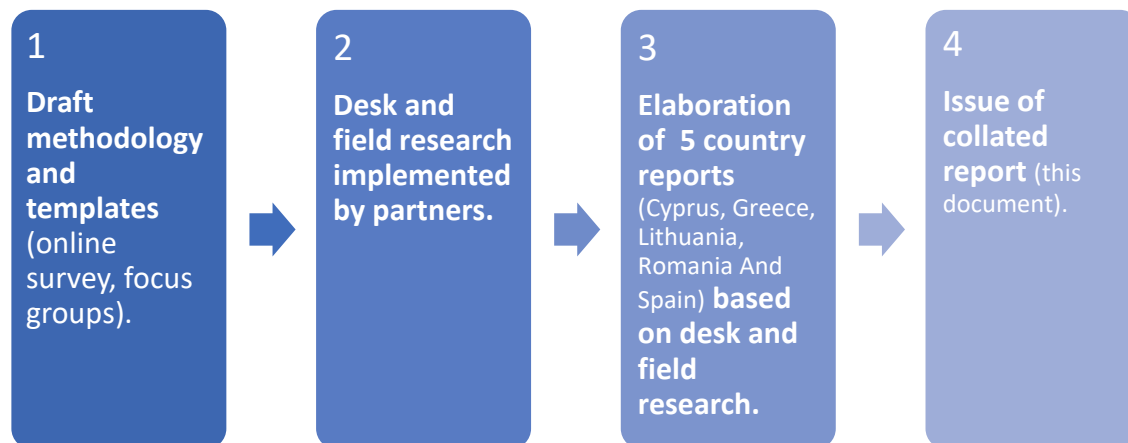 1
Draft
methodology
and
templates
(online
survey, focus
groups).
2
Desk and
field research
implemented
by partners.
3
Elaboration
of 5 country
reports
(Cyprus, Greece,
Lithuania,
Romania And
Spain) based
on desk and
field
research.
4
Issue of
collated
report (this
document).